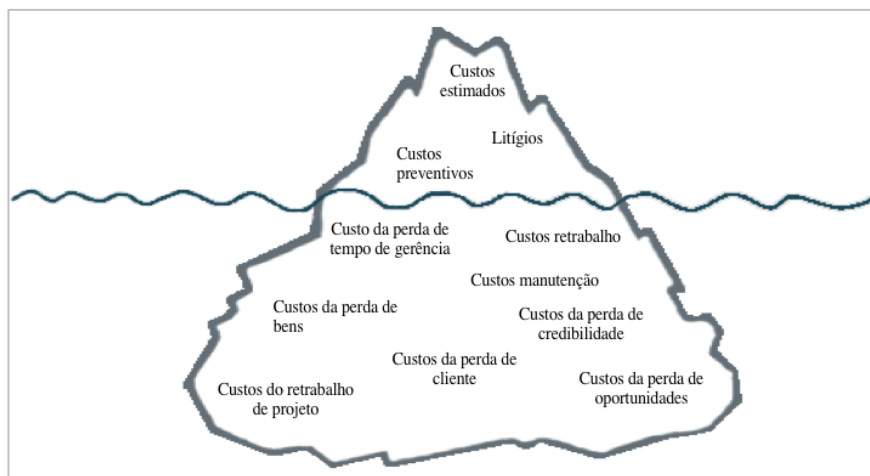 Custos
estimados
Litígios
Custos
preventivos
Custo da perda de
tempo de gerência
Custos retrabalho
Custos manutenção
Custos da perda de
bens
Custos da perda de
credibilidade
Custos da perda de
cliente
Custos do retrabalho
de projeto
Custos da perda de
oportunidades